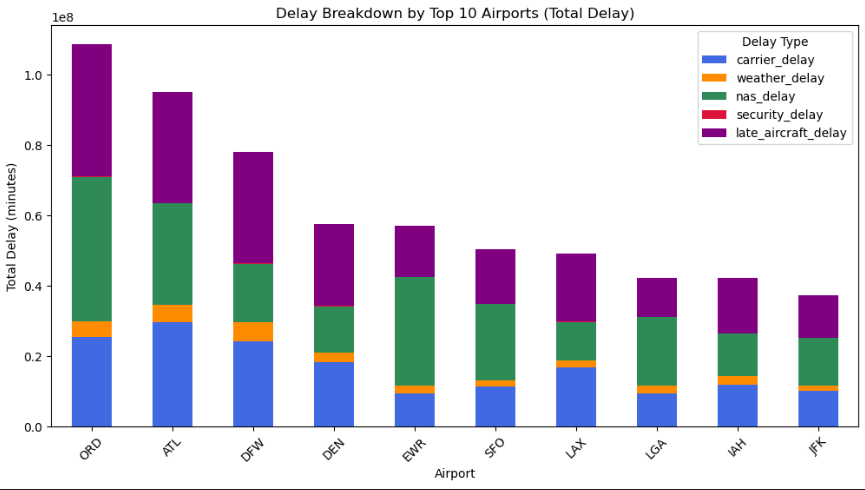 Delay Breakdown by Top 10 Airports (Total Delay)
1e8
Delay Type
carrier_delay
weather_delay
nas_delay
security_delay
late_aircraft_delay
1.0
0.8
0.6
0.4
0.2
0.0
Total Delay (minutes)
ORD ATL DFW DEN EWR SFO LAX LGA IAH JFK
Airport